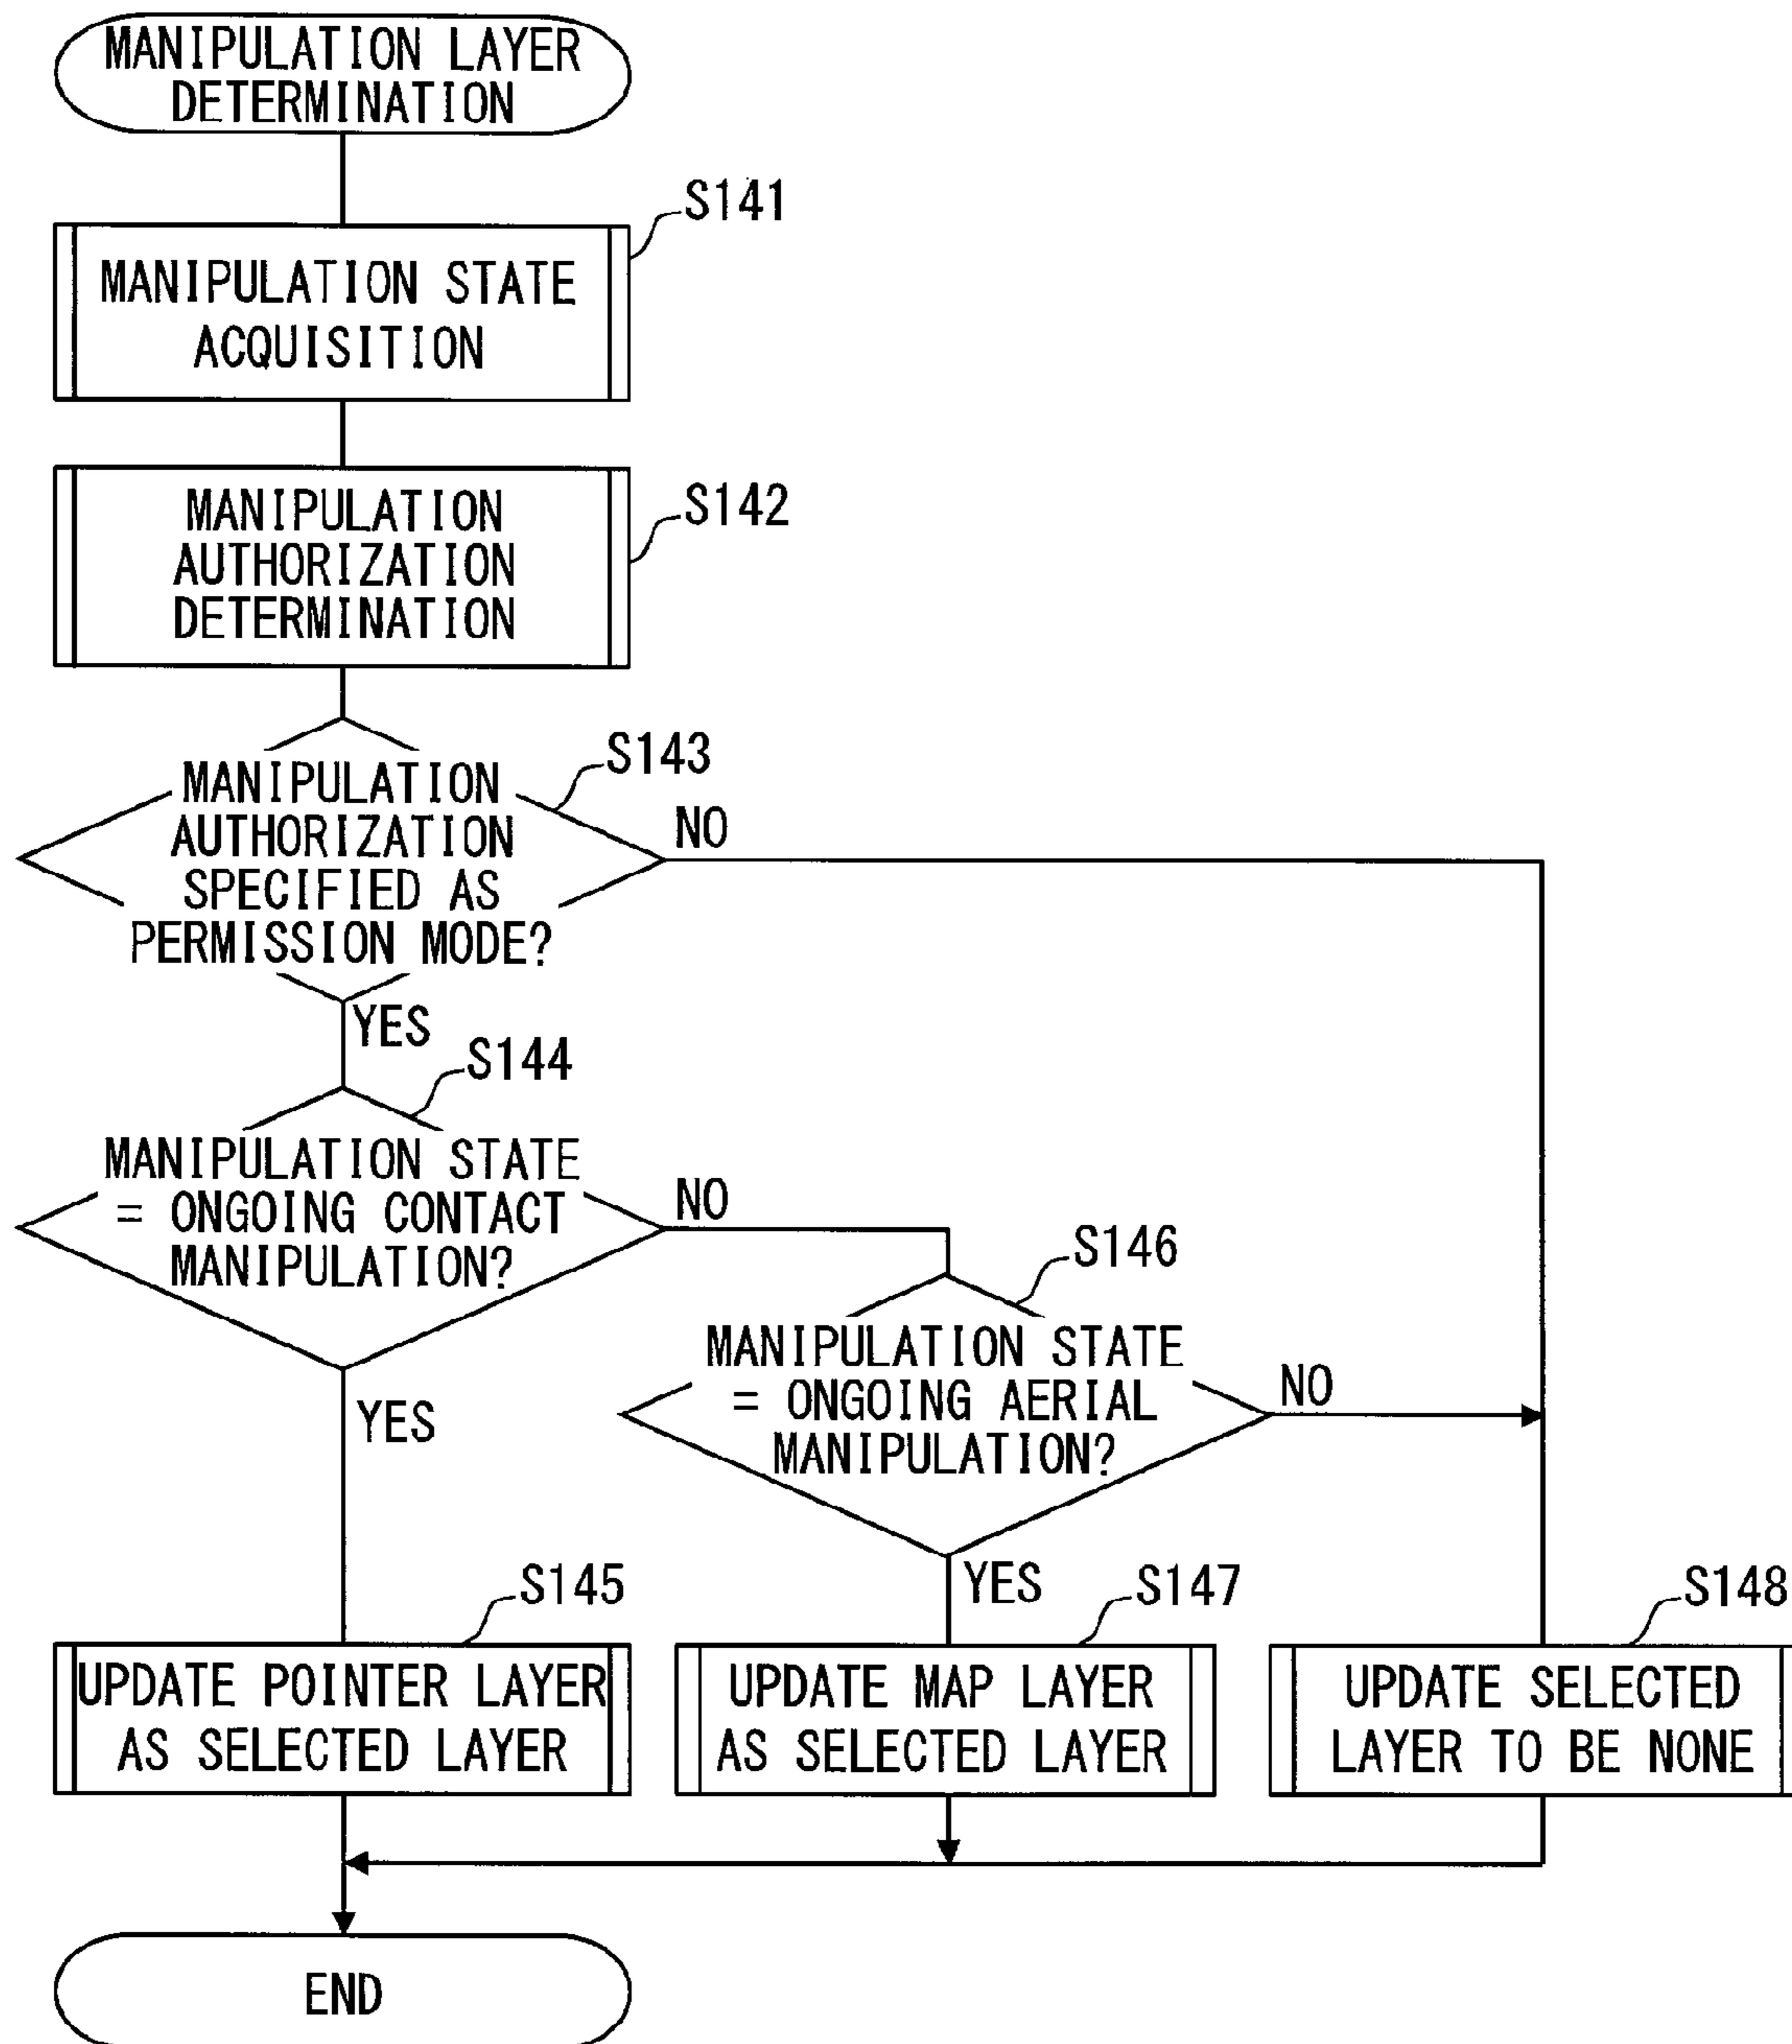 MANIPULATION LAYER
DETERMINATION
S141
MANIPULATION STATE
ACQUISITION
S142
MANIPULATION
AUTHORIZATION
DETERMINATION
S143
MANIPULATION
AUTHORIZATION
SPECIFIED AS
PERMISSION MODE?
NO
YES
S144
MANIPULATION STATE
= ONGOING CONTACT
MANIPULATION?
NO
YES
S146
MANIPULATION STATE
= ONGOING AERIAL
MANIPULATION?
NO
YES
S145
UPDATE POINTER LAYER
AS SELECTED LAYER
S147
UPDATE MAP LAYER
AS SELECTED LAYER
S148
UPDATE SELECTED
LAYER TO BE NONE
END